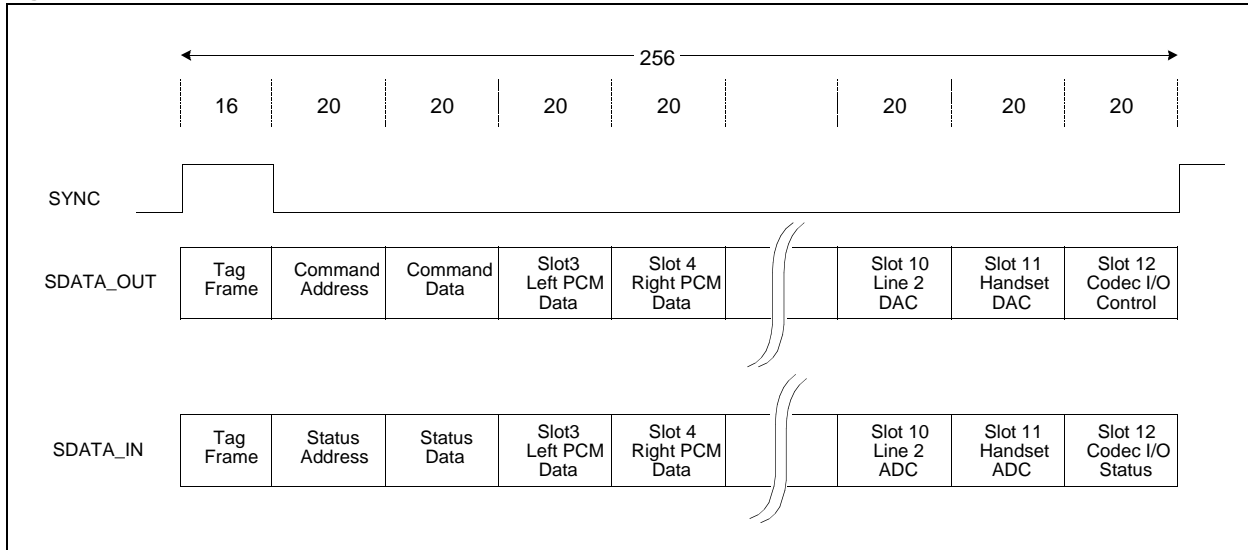 256
16 20 20 20 20 20 20 20
SYNC
SDATA_OUT
Tag
Frame
Command
Address
Command
Data
Slot3
Left PCM
Data
Slot 4
Right PCM
Data
Slot 10
Line 2
DAC
Slot 11
Handset
DAC
Slot 12
Codec I/O
Control
SDATA_IN
Tag
Frame
Status
Address
Status
Data
Slot3
Left PCM
Data
Slot 4
Right PCM
Data
Slot 10
Line 2
ADC
Slot 11
Handset
ADC
Slot 12
Codec I/O
Status